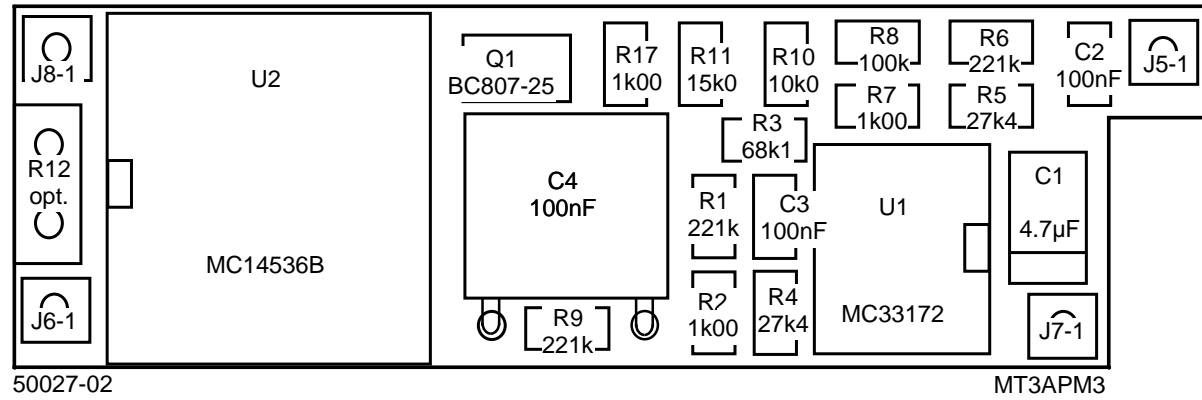 J8-1
R12
opt.
J6-1
U2
MC14536B
Q1
BC807-25
C4
100nF
R9
221k
R17
1k00
R11
15k0
R10
10k0
R3
68k1
R1
221k
C3
100nF
R2
1k00
R4
27k4
R8
100k
R7
1k00
R6
221k
R5
27k4
C2
100nF
J5-1
U1
MC33172
C1
4.7µF
J7-1
50027-02
MT3APM3